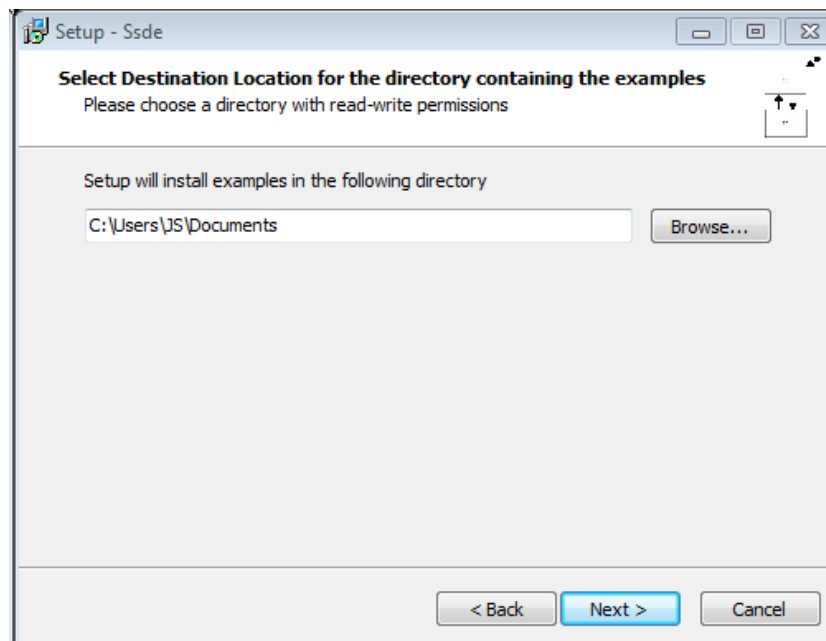 Setup - Ssde
Select Destination Location for the directory containing the examples
Please choose a directory with read-write permissions
Setup will install examples in the following directory
C:\Users\JS\Documents
Browse...
< Back
Next >
Cancel